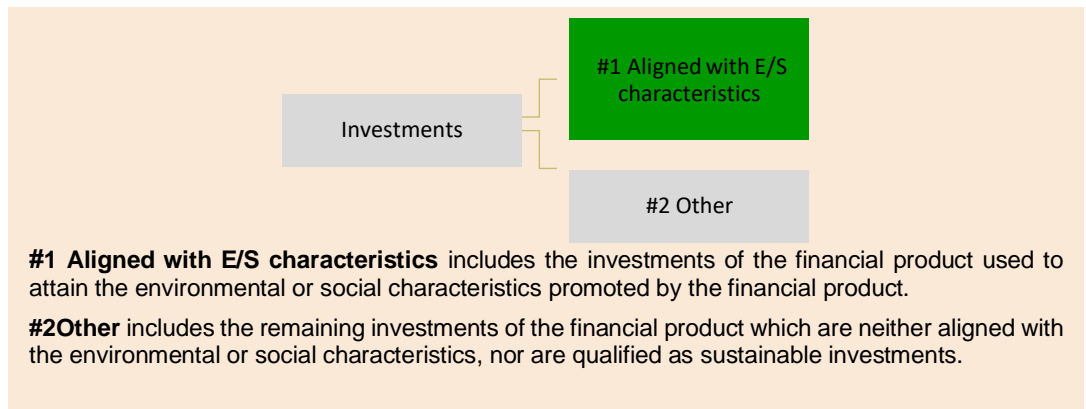 #1 Aligned with E/S
characteristics
Investments
#2 Other
#1 Aligned with E/S characteristics includes the investments of the financial product used to
attain the environmental or social characteristics promoted by the financial product.
#2Other includes the remaining investments of the financial product which are neither aligned with
the environmental or social characteristics, nor are qualified as sustainable investments.